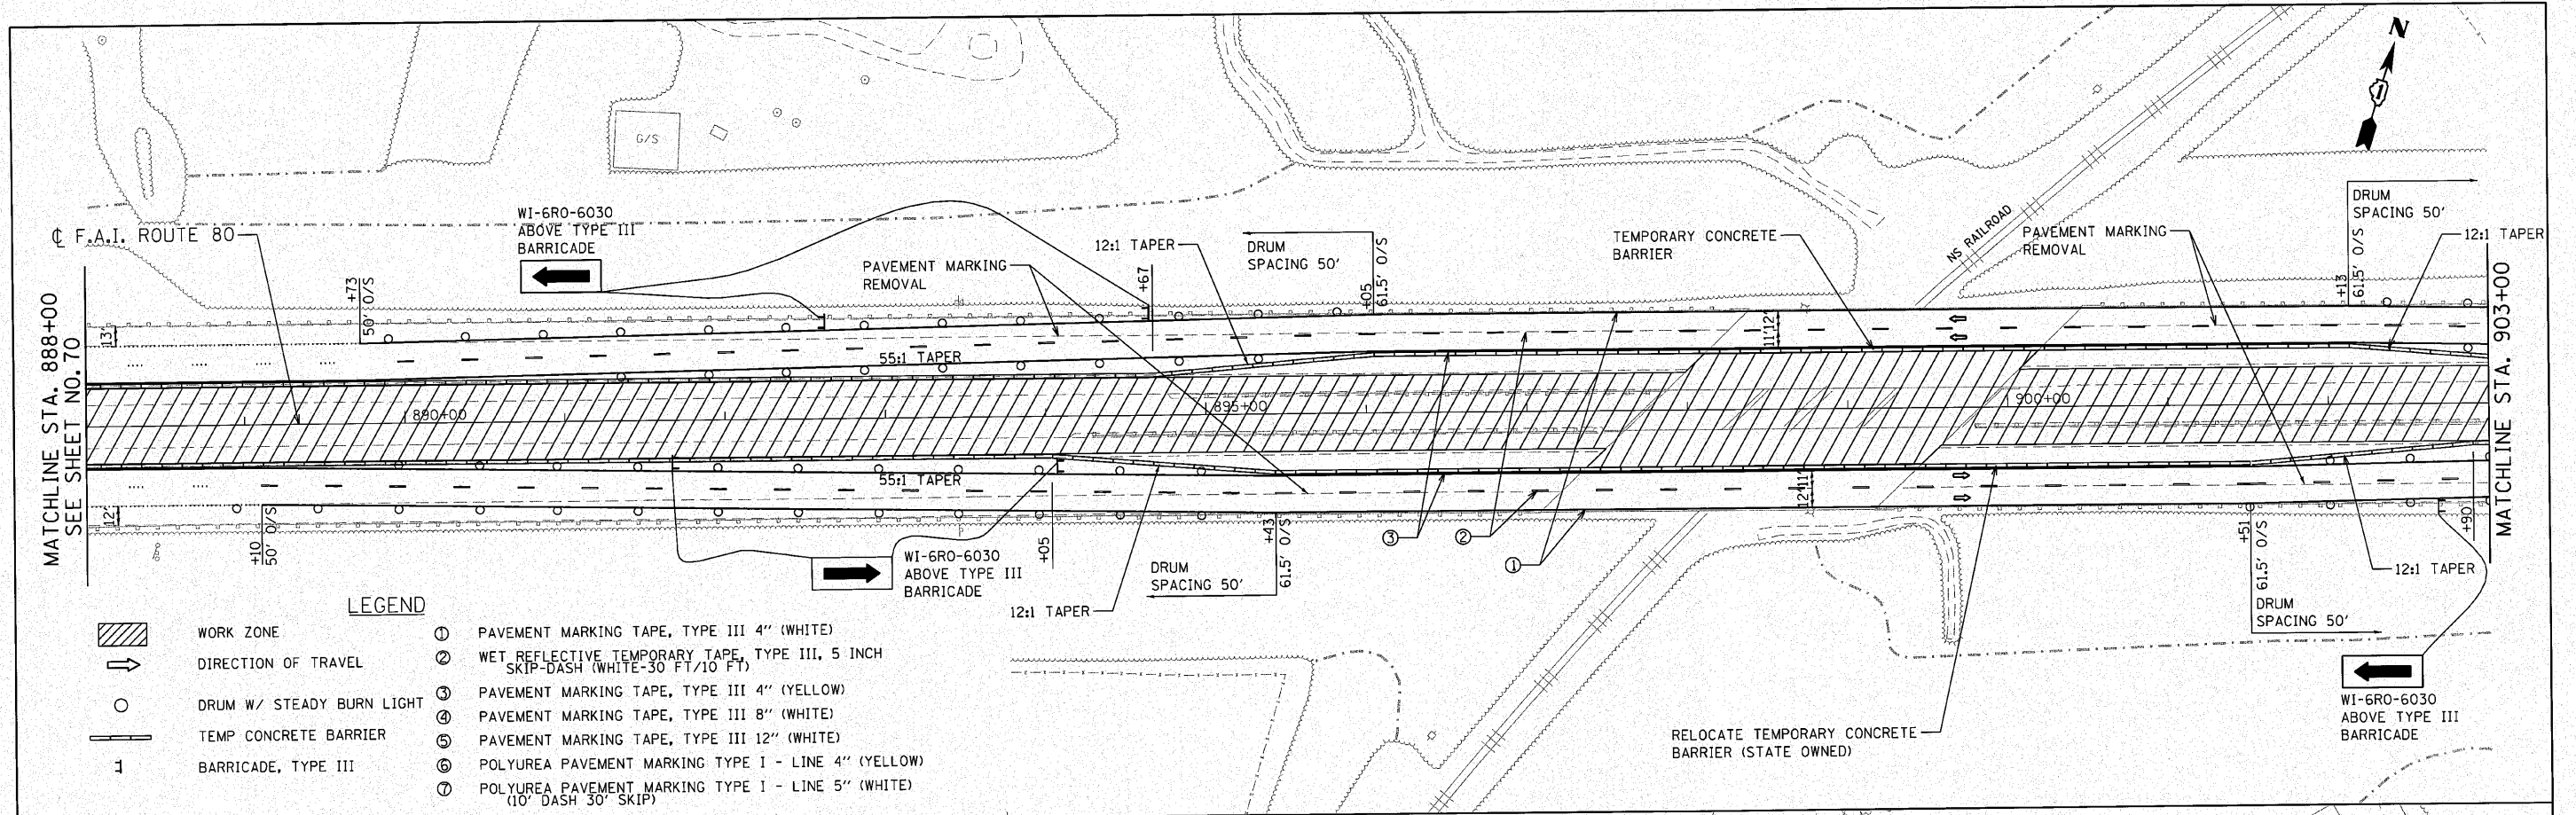 N
G/S
DRUM
SPACING 50'
WI-6RO-6030
ABOVE TYPE III
BARRICADE
℄ F.A.I. ROUTE 80
12:1 TAPER
DRUM
SPACING 50'
TEMPORARY CONCRETE
BARRIER
NS RAILROAD
PAVEMENT MARKING
REMOVAL
12:1 TAPER
PAVEMENT MARKING
REMOVAL
+73
50' O/S
+67
+05
61.5' O/S
+13
61.5' O/S
MATCHLINE STA. 888+00
SEE SHEET NO. 70
MATCHLINE STA. 903+00
13'
11'12'
55:1 TAPER
890+00
895+00
900+00
55:1 TAPER
12'
12'11'
+10
50' O/S
+05
+43
61.5' O/S
+51
61.5' O/S
+90
3
2
1
WI-6RO-6030
ABOVE TYPE III
BARRICADE
DRUM
SPACING 50'
12:1 TAPER
12:1 TAPER
DRUM
SPACING 50'
WI-6RO-6030
ABOVE TYPE III
BARRICADE
RELOCATE TEMPORARY CONCRETE
BARRIER (STATE OWNED)
LEGEND
WORK ZONE
DIRECTION OF TRAVEL
DRUM W/ STEADY BURN LIGHT
TEMP CONCRETE BARRIER
BARRICADE, TYPE III
1 PAVEMENT MARKING TAPE, TYPE III 4" (WHITE)
2 WET REFLECTIVE TEMPORARY TAPE, TYPE III, 5 INCH
SKIP-DASH (WHITE-30 FT/10 FT)
3 PAVEMENT MARKING TAPE, TYPE III 4" (YELLOW)
4 PAVEMENT MARKING TAPE, TYPE III 8" (WHITE)
5 PAVEMENT MARKING TAPE, TYPE III 12" (WHITE)
6 POLYUREA PAVEMENT MARKING TYPE I - LINE 4" (YELLOW)
7 POLYUREA PAVEMENT MARKING TYPE I - LINE 5" (WHITE)
(10' DASH 30' SKIP)